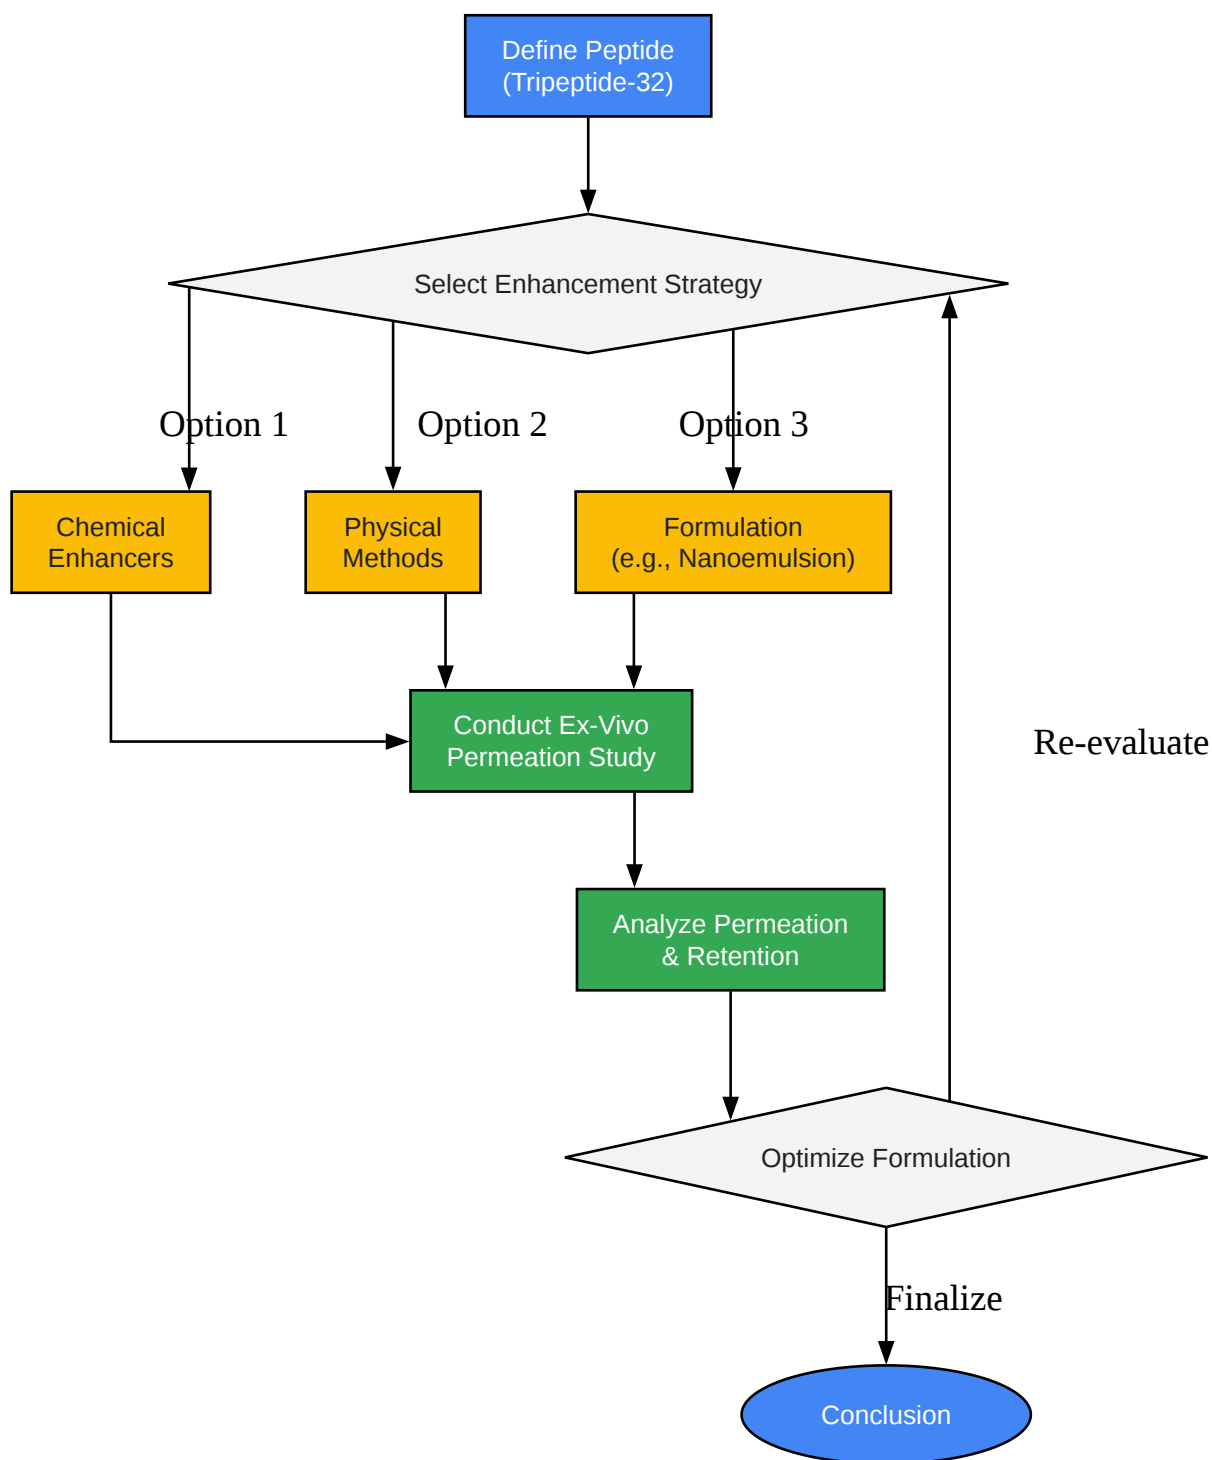 Define Peptide
(Tripeptide-32)
Select Enhancement Strategy
Option 1
Option 2
Option 3
Chemical
Enhancers
Physical
Methods
Formulation
(e.g., Nanoemulsion)
Conduct Ex-Vivo
Permeation Study
Re-evaluate
Analyze Permeation
& Retention
Optimize Formulation
Finalize
Conclusion